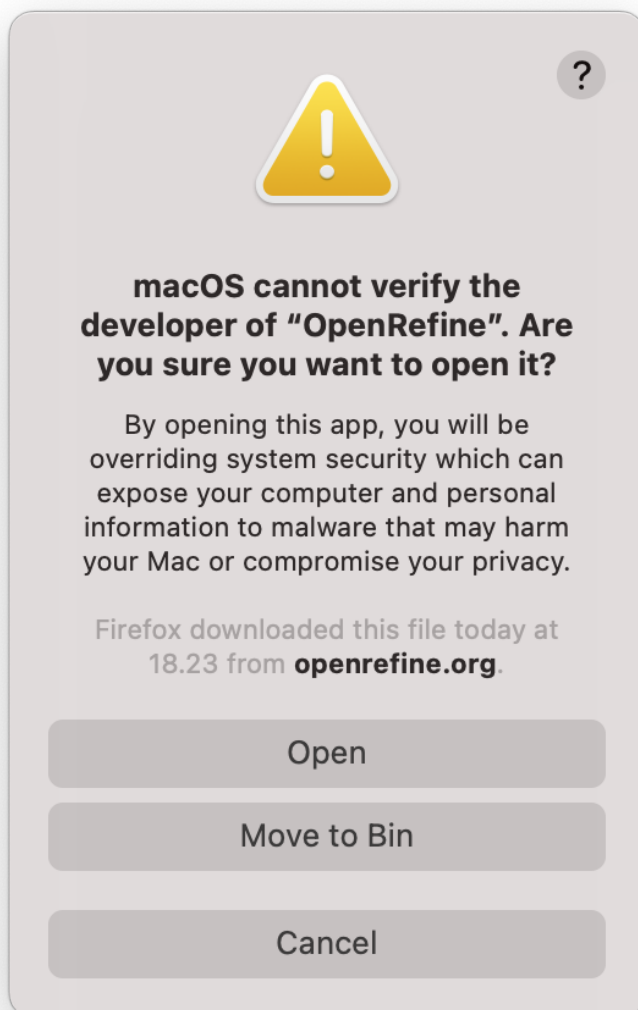 ?
macOS cannot verify the
developer of “OpenRefine”. Are
you sure you want to open it?
By opening this app, you will be
overriding system security which can
expose your computer and personal
information to malware that may harm
your Mac or compromise your privacy.
Firefox downloaded this file today at
18.23 from openrefine.org.
Open
Move to Bin
Cancel